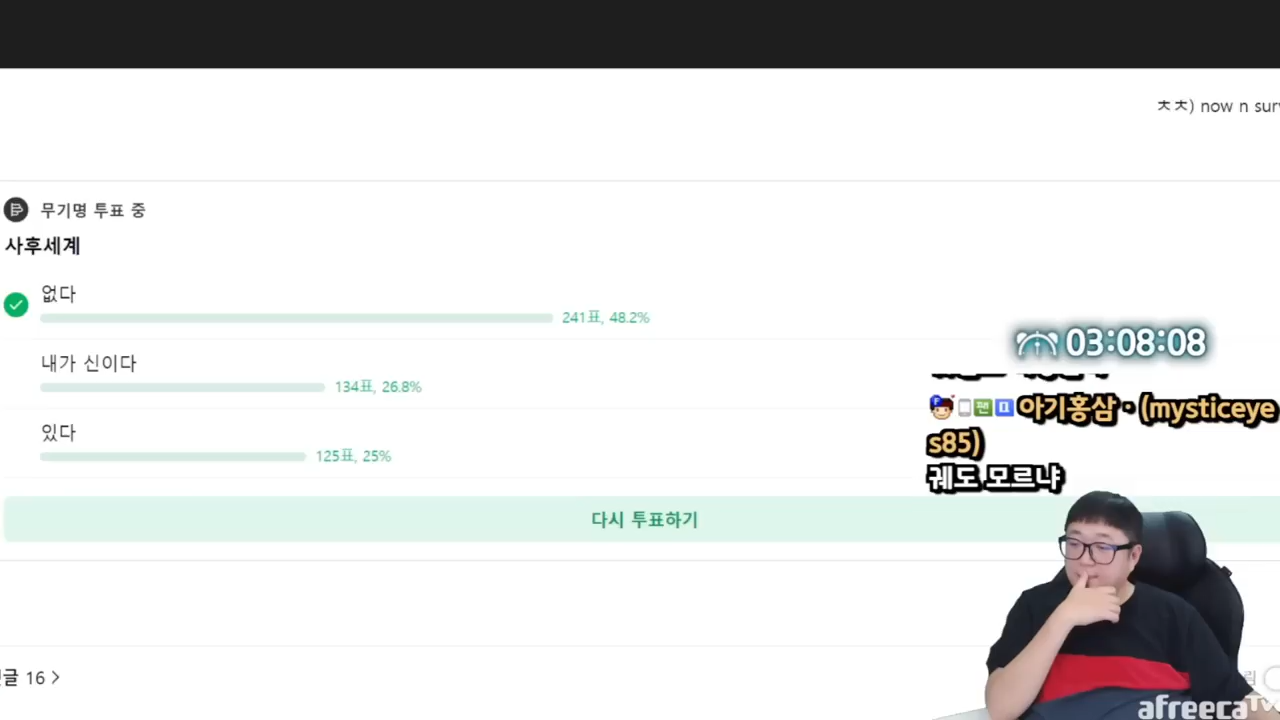 ㅊㅊ) now n
무기명 투표 중
사후세계
없다
241표, 48.2%
내가 신이다
134표, 26.8%
있다
125표, 25%
다시 투표하기
03:08:08
팬
아기홍삼 · (mysticeye
s85)
궤도 모르냐
글 16 >
afreecaTV